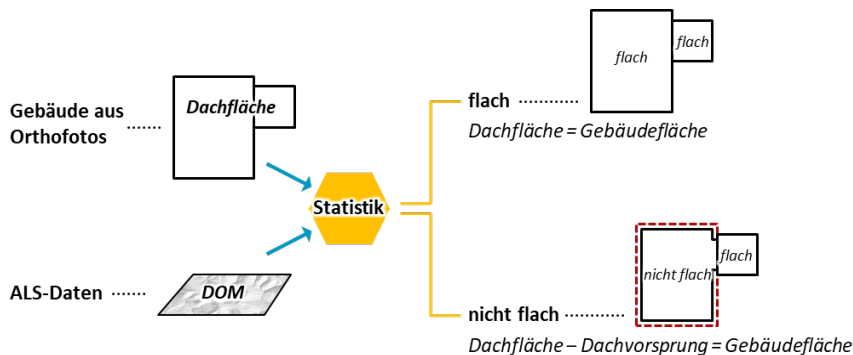 Gebäude aus
Orthofotos
Dachfläche
ALS-Daten
DOM
Statistik
flach
Dachfläche = Gebäudefläche
flach
flach
nicht flach
Dachfläche – Dachvorsprung = Gebäudefläche
nicht flach
flach